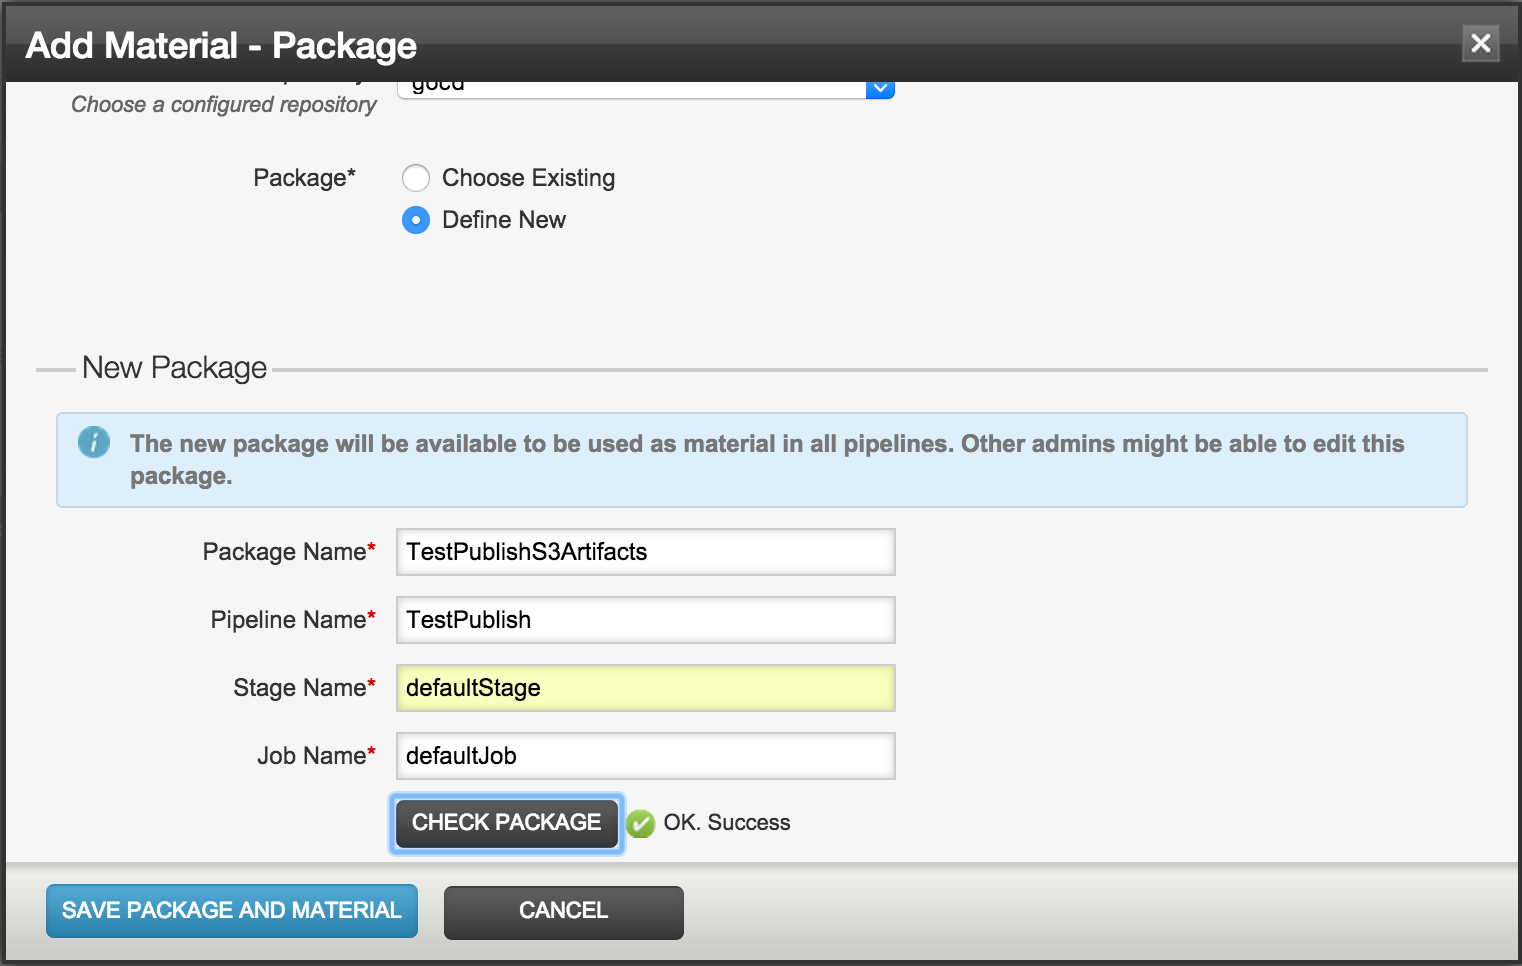 Add Material - Package
gocd
Choose a configured repository
Package*
Choose Existing
Define New
New Package
The new package will be available to be used as material in all pipelines. Other admins might be able to edit this
package.
Package Name* TestPublishS3Artifacts
Pipeline Name* TestPublish
Stage Name* defaultStage
Job Name* defaultJob
CHECK PACKAGE OK. Success
SAVE PACKAGE AND MATERIAL CANCEL